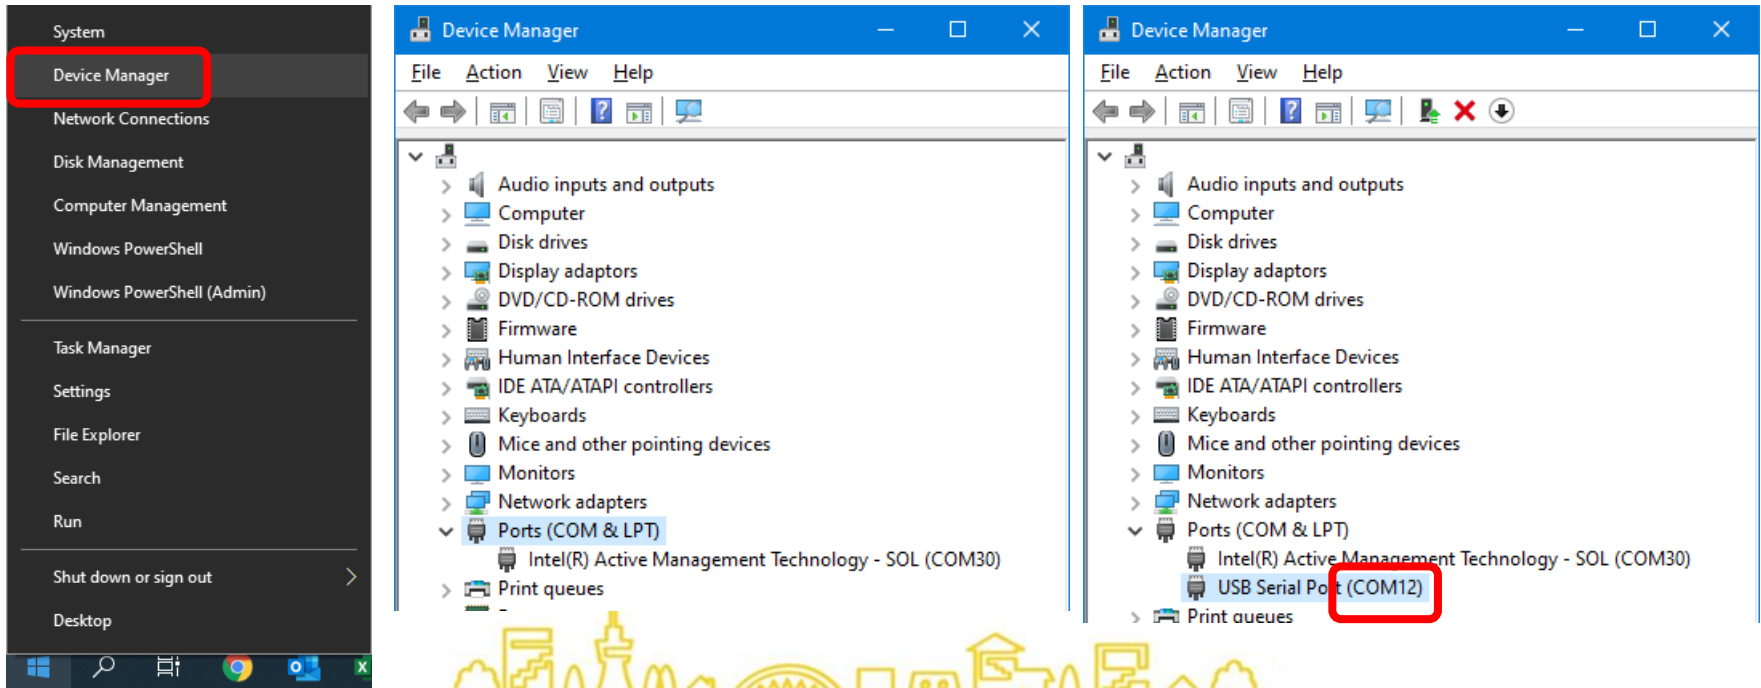 System
Device Manager
Network Connections
Disk Management
Computer Management
Windows PowerShell
Windows PowerShell (Admin)
Task Manager
Settings
File Explorer
Search
Run
Shut down or sign out
Desktop
Device Manager
File Action View Help
Audio inputs and outputs
Computer
Disk drives
Display adaptors
DVD/CD-ROM drives
Firmware
Human Interface Devices
IDE ATA/ATAPI controllers
Keyboards
Mice and other pointing devices
Monitors
Network adapters
Ports (COM & LPT)
Intel(R) Active Management Technology - SOL (COM30)
Print queues
Device Manager
File Action View Help
Audio inputs and outputs
Computer
Disk drives
Display adaptors
DVD/CD-ROM drives
Firmware
Human Interface Devices
IDE ATA/ATAPI controllers
Keyboards
Mice and other pointing devices
Monitors
Network adapters
Ports (COM & LPT)
Intel(R) Active Management Technology - SOL (COM30)
USB Serial Port (COM12)
Print queues